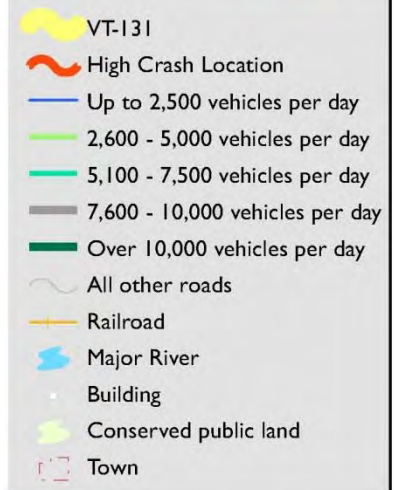 VT-131
High Crash Location
Up to 2,500 vehicles per day
2,600 - 5,000 vehicles per day
5,100 - 7,500 vehicles per day
7,600 - 10,000 vehicles per day
Over 10,000 vehicles per day
All other roads
Railroad
Major River
Building
Conserved public land
Town